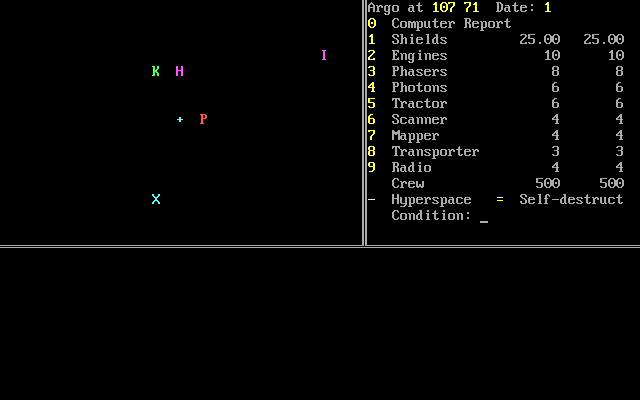 Argo at 107 71 Date: 1
0 Computer Report
1 Shields 25.00 25.00
I
2 Engines 10 10
K H
3 Phasers 8 8
4 Photons 6 6
5 Tractor 6 6
+ P
6 Scanner 4 4
7 Mapper 4 4
8 Transporter 3 3
9 Radio 4 4
Crew 500 500
X
- Hyperspace = Self-destruct
Condition: _